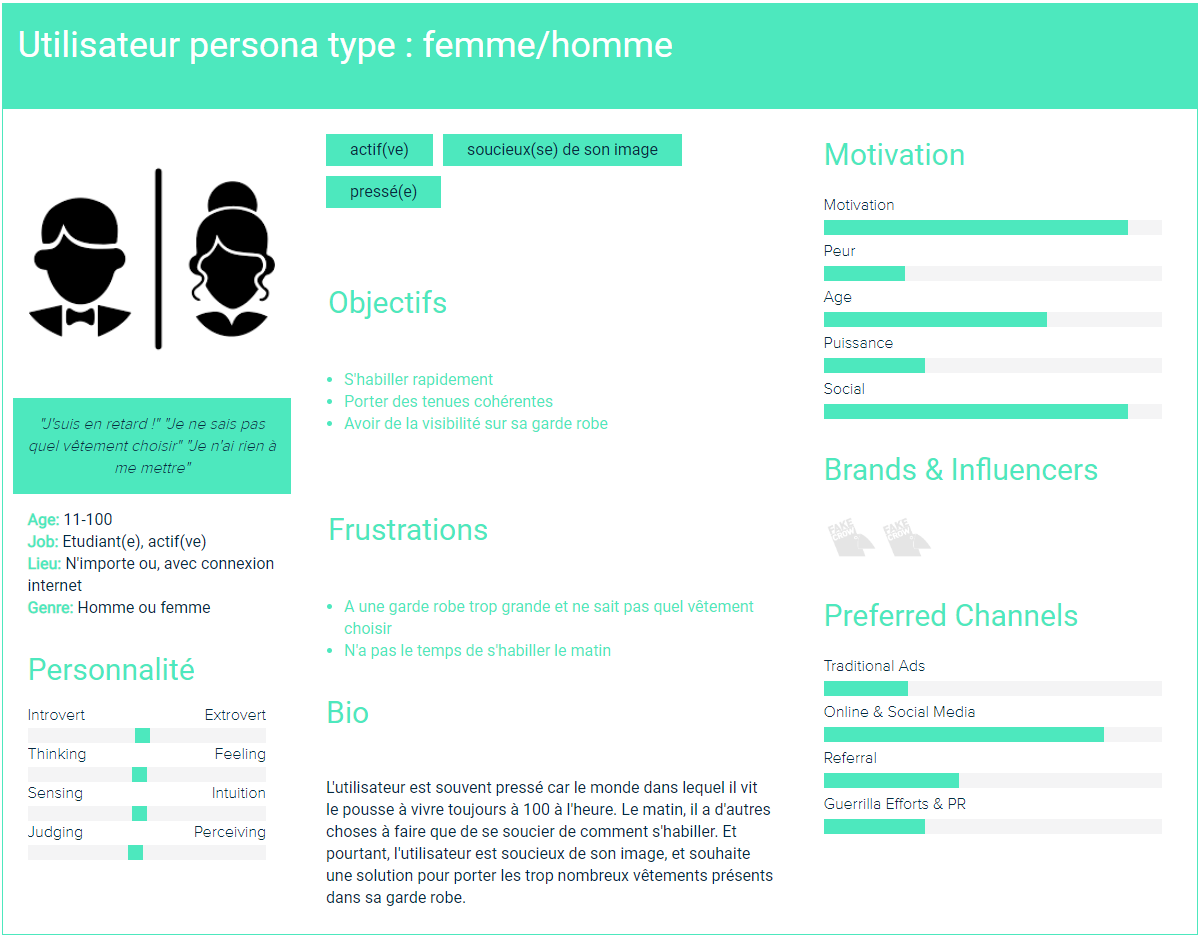 Utilisateur persona type : femme/homme
"J'suis en retard !" "Je ne sais pas
quel vêtement choisir" "Je n'ai rien à
me mettre"
Age: 11-100
Job: Etudiant(e), actif(ve)
Lieu: N'importe ou, avec connexion
internet
Genre: Homme ou femme
Personnalité
Introvert Extrovert
Thinking Feeling
Sensing Intuition
Judging Perceiving
actif(ve) soucieux(se) de son image
pressé(e)
Objectifs
S'habiller rapidement
Porter des tenues cohérentes
Avoir de la visibilité sur sa garde robe
Frustrations
A une garde robe trop grande et ne sait pas quel vêtement
choisir
N'a pas le temps de s'habiller le matin
Bio
L'utilisateur est souvent pressé car le monde dans lequel il vit
le pousse à vivre toujours à 100 à l'heure. Le matin, il a d'autres
choses à faire que de se soucier de comment s'habiller. Et
pourtant, l'utilisateur est soucieux de son image, et souhaite
une solution pour porter les trop nombreux vêtements présents
dans sa garde robe.
Motivation
Motivation
Peur
Age
Puissance
Social
Brands & Influencers
FAKE CROW FAKE CROW
Preferred Channels
Traditional Ads
Online & Social Media
Referral
Guerrilla Efforts & PR